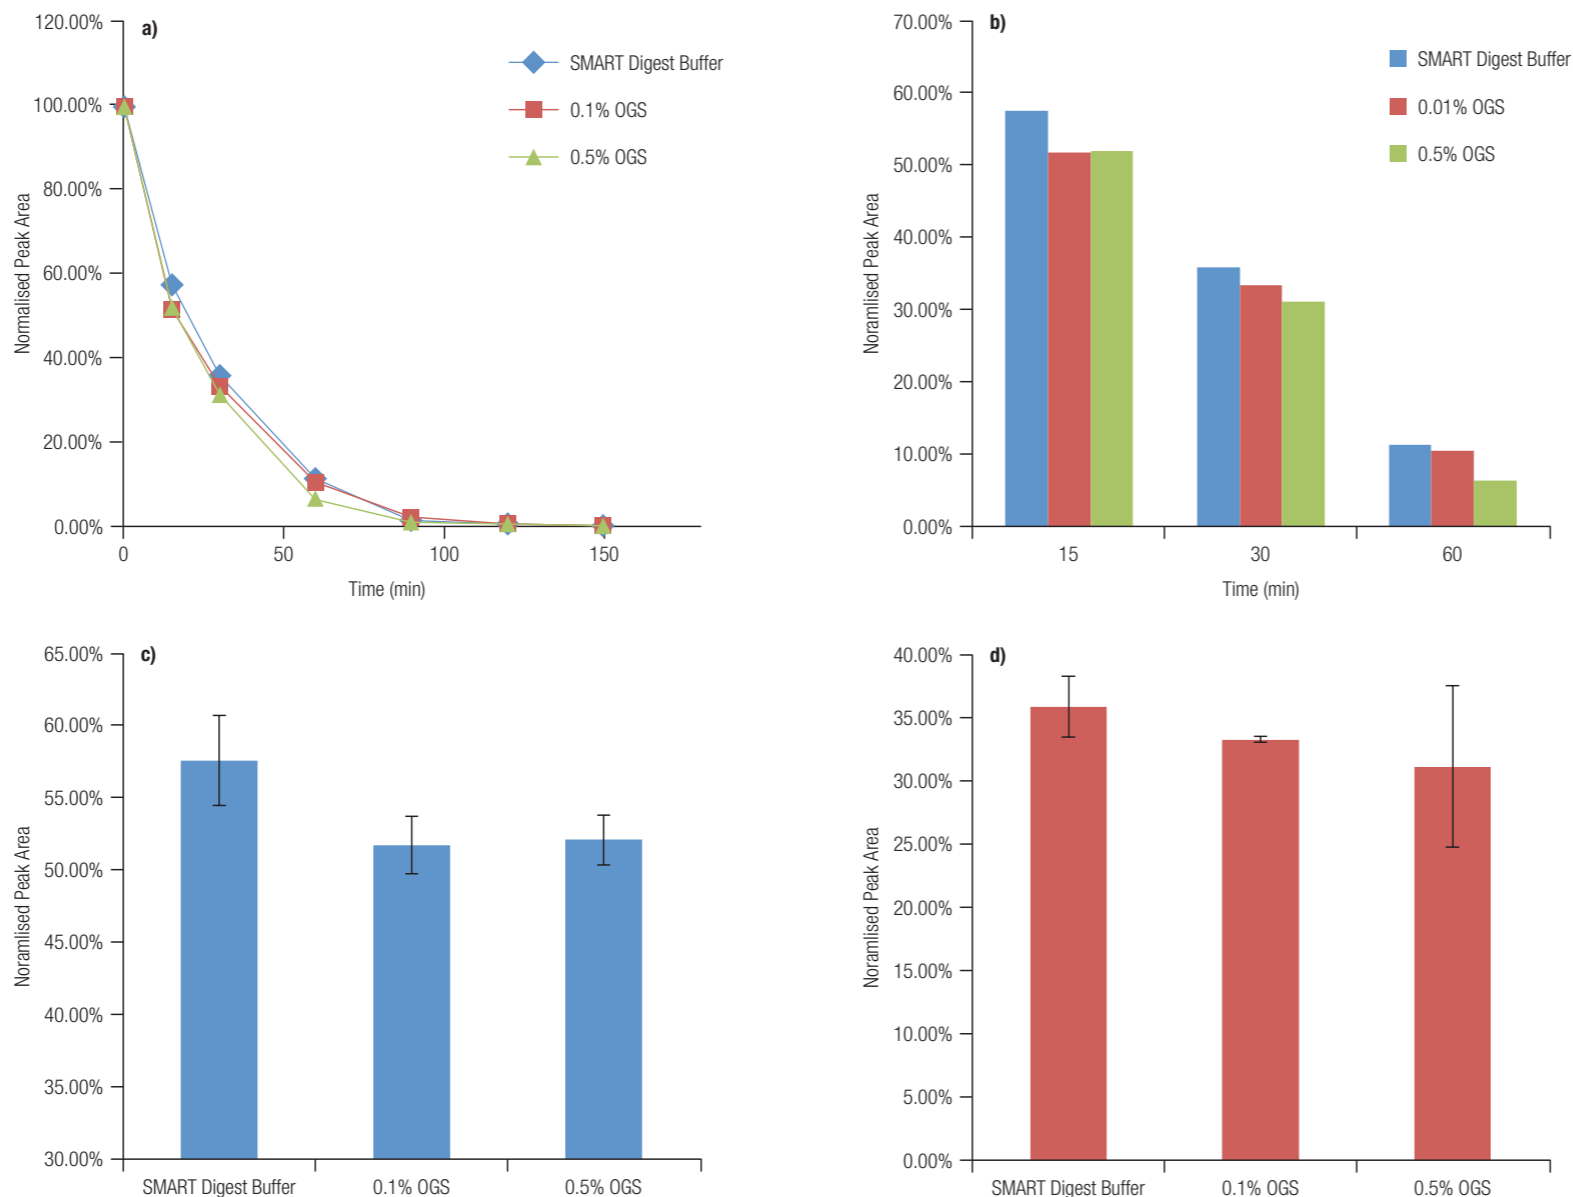 a)
120.00%
100.00%
80.00%
60.00%
40.00%
20.00%
0.00%
Normalised Peak Area
0
50
100
150
Time (min)
SMART Digest Buffer
0.1% OGS
0.5% OGS
b)
70.00%
60.00%
50.00%
40.00%
30.00%
20.00%
10.00%
0.00%
Noramlised Peak Area
15
30
60
Time (min)
SMART Digest Buffer
0.01% OGS
0.5% OGS
c)
65.00%
60.00%
55.00%
50.00%
45.00%
40.00%
35.00%
30.00%
Noramlised Peak Area
SMART Digest Buffer
0.1% OGS
0.5% OGS
d)
40.00%
35.00%
30.00%
25.00%
20.00%
15.00%
10.00%
5.00%
0.00%
Noramlised Peak Area
SMART Digest Buffer
0.1% OGS
0.5% OGS